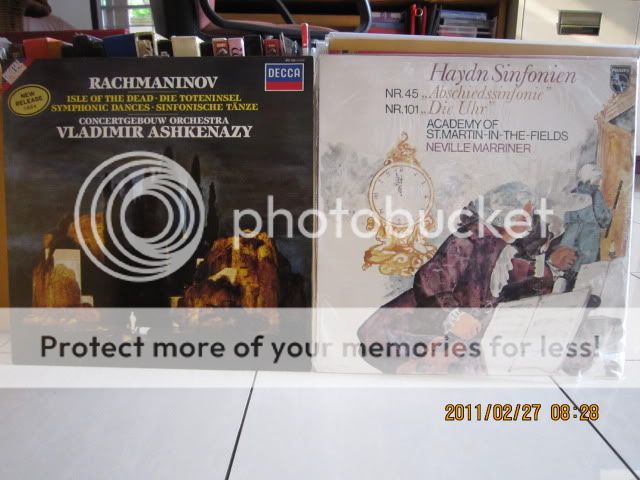 RACHMANINOV
ISLE OF THE DEAD · DIE TOTENINSEL
SYMPHONIC DANCES · SINFONISCHE TÄNZE
CONCERTGEBOUW ORCHESTRA
VLADIMIR ASHKENAZY
DECCA
DIGITAL
NEW
RELEASE
Haydn Sinfonien
NR.45 „Abschiedssinfonie”
NR.101 „Die Uhr”
ACADEMY OF
ST.MARTIN-IN-THE-FIELDS
NEVILLE MARRINER
PHILIPS
photobucket
Protect more of your memories for less!
2011/02/27 08:28